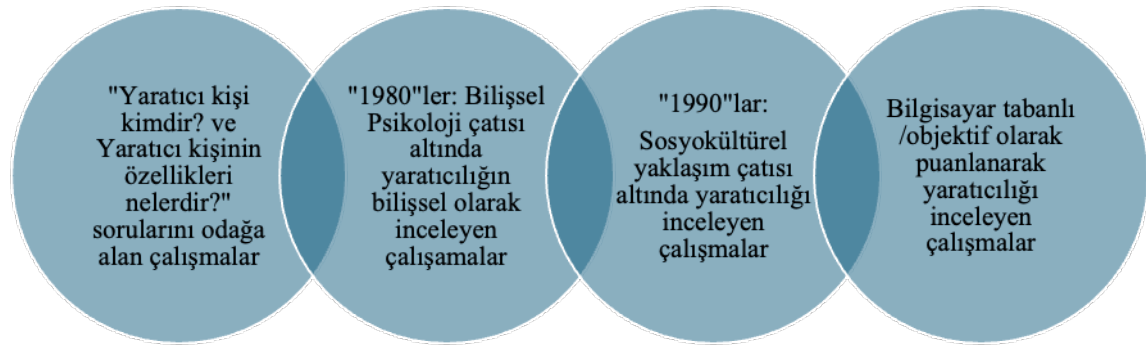 "Yaratıcı kişi
kimdir? ve
Yaratıcı kişinin
özellikleri
nelerdir?"
sorularını odağa
alan çalışmalar
"1980"ler: Bilişsel
Psikoloji çatısı
altında
yaratıcılığın
bilişsel olarak
inceleyen
çalışamalar
"1990"lar:
Sosyokültürel
yaklaşım çatısı
altında yaratıcılığı
inceleyen
çalışmalar
Bilgisayar tabanlı
/objektif olarak
puanlanarak
yaratıcılığı
inceleyen
çalışmalar